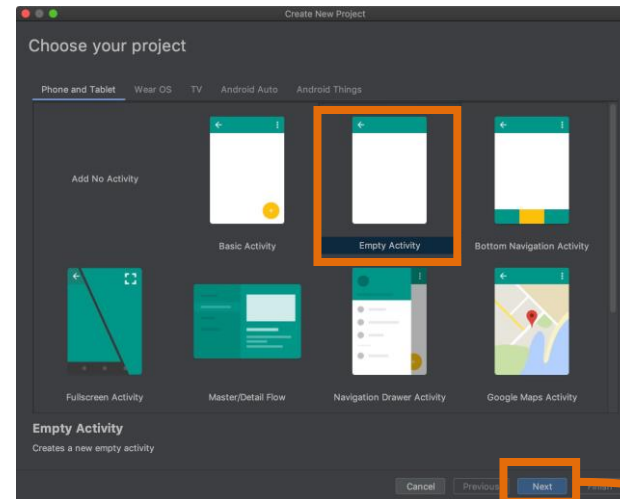 Create New Project
Choose your project
Phone and Tablet Wear OS TV Android Auto Android Things
Add No Activity
Basic Activity Empty Activity Bottom Navigation Activity
Fullscreen Activity Master/Detail Flow Navigation Drawer Activity Google Maps Activity
Empty Activity
Creates a new empty activity
Cancel Previous Next